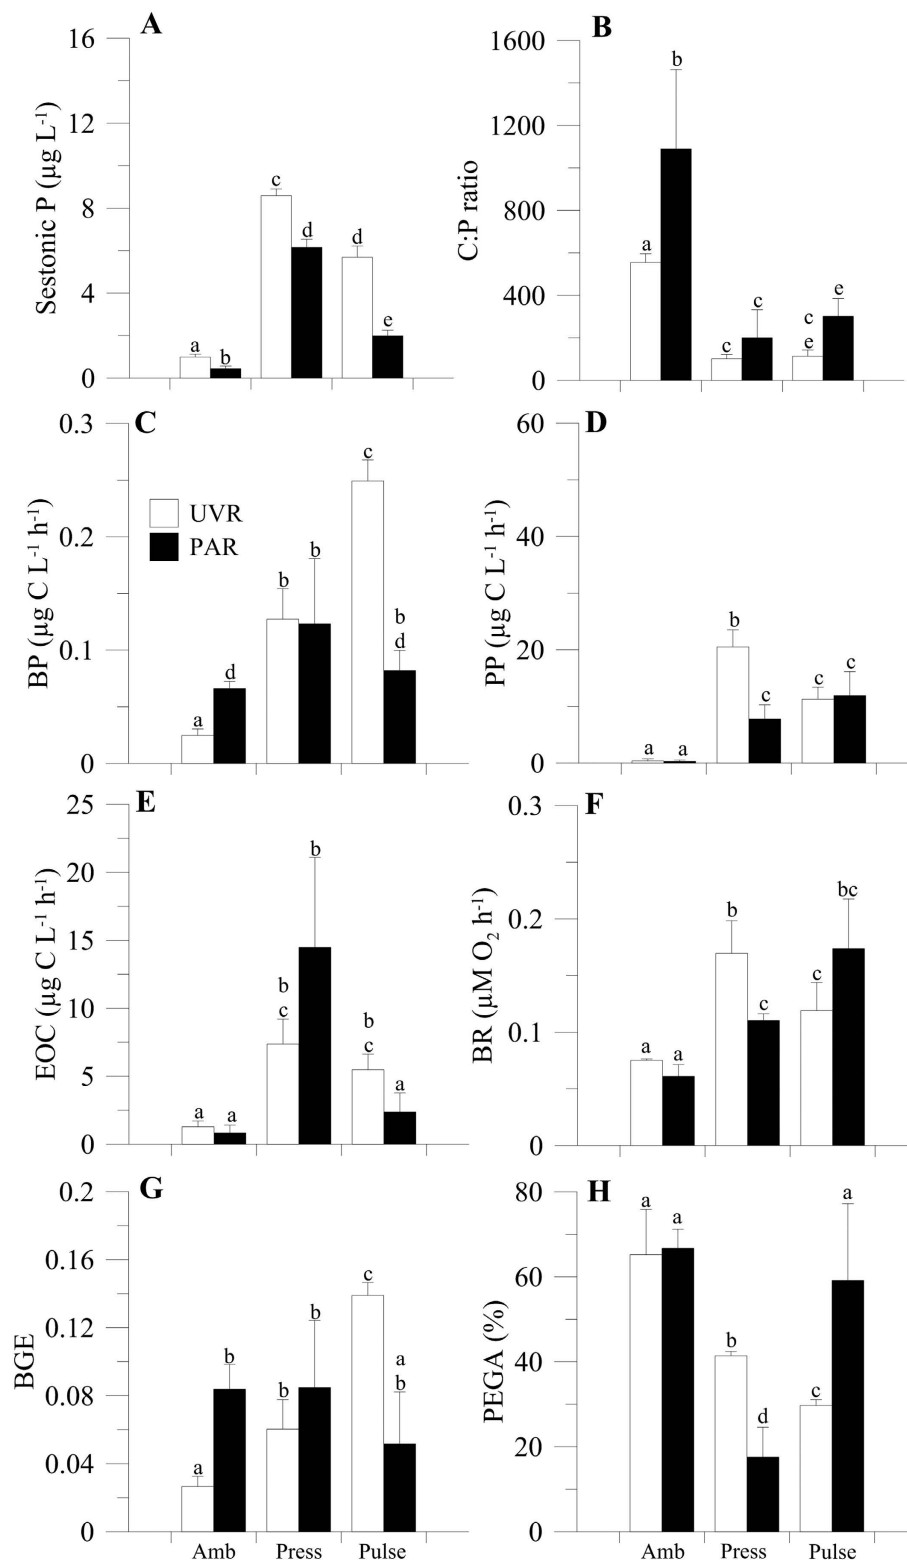 A
16
12
8
4
0
Sestonic P (µg L-1)
a
b
c
d
d
e
B
1600
1200
800
400
0
C:P ratio
a
b
c
c
c
e
e
C
0.3
0.2
0.1
0
BP (µg C L-1 h-1)
UVR
PAR
a
d
b
b
c
b
d
D
60
40
20
0
PP (µg C L-1 h-1)
a
a
b
c
c
c
E
25
20
15
10
5
0
EOC (µg C L-1 h-1)
a
a
b
c
b
b
c
a
F
0.3
0.2
0.1
0
BR (µM O2 h-1)
a
a
b
c
c
bc
G
0.2
0.16
0.12
0.08
0.04
0
BGE
a
b
b
b
c
a
b
Amb Press Pulse
H
80
60
40
20
0
PEGA (%)
a
a
b
d
c
a
Amb Press Pulse